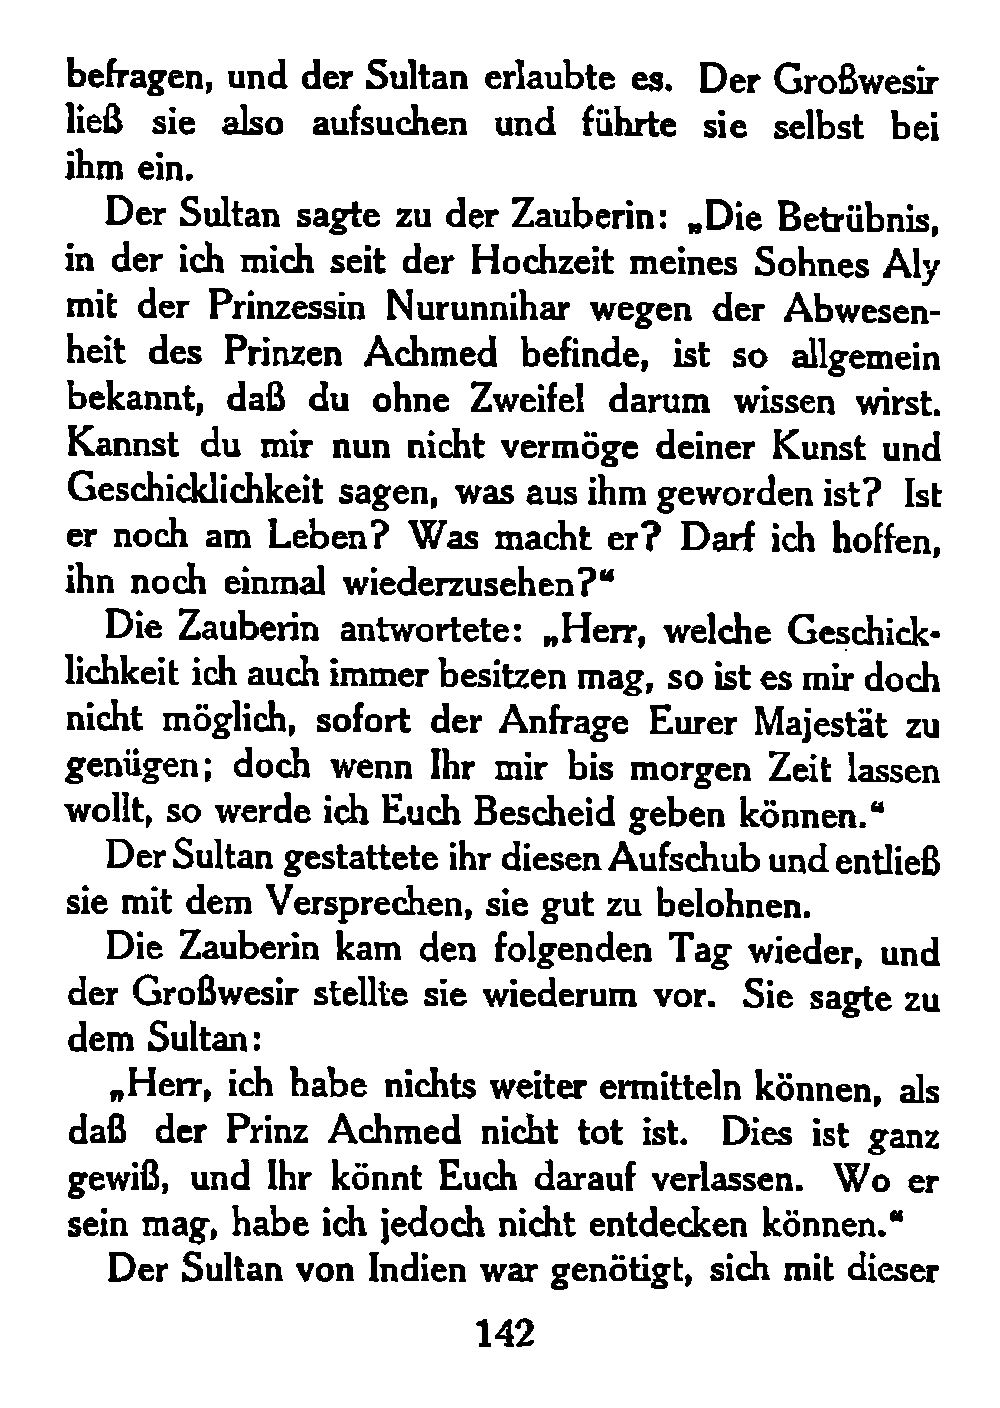 befragen, und der Sultan erlaubte es. Der Großwesir
ließ sie also aufsuchen und führte sie selbst bei
ihm ein.
Der Sultan sagte zu der Zauberin: „Die Betrübnis,
in der ich mich seit der Hochzeit meines Sohnes Aly
mit der Prinzessin Nurunnihar wegen der Abwesen-
heit des Prinzen Achmed befinde, ist so allgemein
bekannt, daß du ohne Zweifel darum wissen wirst.
Kannst du mir nun nicht vermöge deiner Kunst und
Geschicklichkeit sagen, was aus ihm geworden ist? Ist
er noch am Leben? Was macht er? Darf ich hoffen,
ihn noch einmal wiederzusehen?“
Die Zauberin antwortete: „Herr, welche Geschick-
lichkeit ich auch immer besitzen mag, so ist es mir doch
nicht möglich, sofort der Anfrage Eurer Majestät zu
genügen; doch wenn Ihr mir bis morgen Zeit lassen
wollt, so werde ich Euch Bescheid geben können.“
Der Sultan gestattete ihr diesen Aufschub und entließ
sie mit dem Versprechen, sie gut zu belohnen.
Die Zauberin kam den folgenden Tag wieder, und
der Großwesir stellte sie wiederum vor. Sie sagte zu
dem Sultan:
„Herr, ich habe nichts weiter ermitteln können, als
daß der Prinz Achmed nicht tot ist. Dies ist ganz
gewiß, und Ihr könnt Euch darauf verlassen. Wo er
sein mag, habe ich jedoch nicht entdecken können.“
Der Sultan von Indien war genötigt, sich mit dieser
142